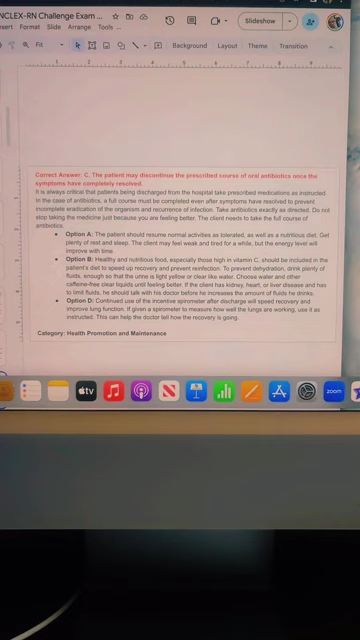 NCLEX-RN Challenge Exam ...
Format Slide Arrange Tools ...
Slideshow
Fit
Background Layout Theme Transition
Correct Answer: C. The patient may discontinue the prescribed course of oral antibiotics once the
symptoms have completely resolved.
It is always critical that patients being discharged from the hospital take prescribed medications as instructed.
In the case of antibiotics, a full course must be completed even after symptoms have resolved to prevent
incomplete eradication of the organism and recurrence of infection. Take antibiotics exactly as directed. Do not
stop taking the medicine just because you are feeling better. The client needs to take the full course of
antibiotics.
• Option A: The patient should resume normal activities as tolerated, as well as a nutritious diet. Get
plenty of rest and sleep. The client may feel weak and tired for a while, but the energy level will
improve with time.
• Option B: Healthy and nutritious food, especially those high in vitamin C, should be included in the
patient's diet to speed up recovery and prevent reinfection. To prevent dehydration, drink plenty of
fluids, enough so that the urine is light yellow or clear like water. Choose water and other
caffeine-free clear liquids until feeling better. If the client has kidney, heart, or liver disease and has
to limit fluids, he should talk with his doctor before he increases the amount of fluids he drinks.
• Option D: Continued use of the incentive spirometer after discharge will speed recovery and
improve lung function. If given a spirometer to measure how well the lungs are working, use it as
instructed. This can help the doctor tell how the recovery is going.
Category: Health Promotion and Maintenance
tv
zoom